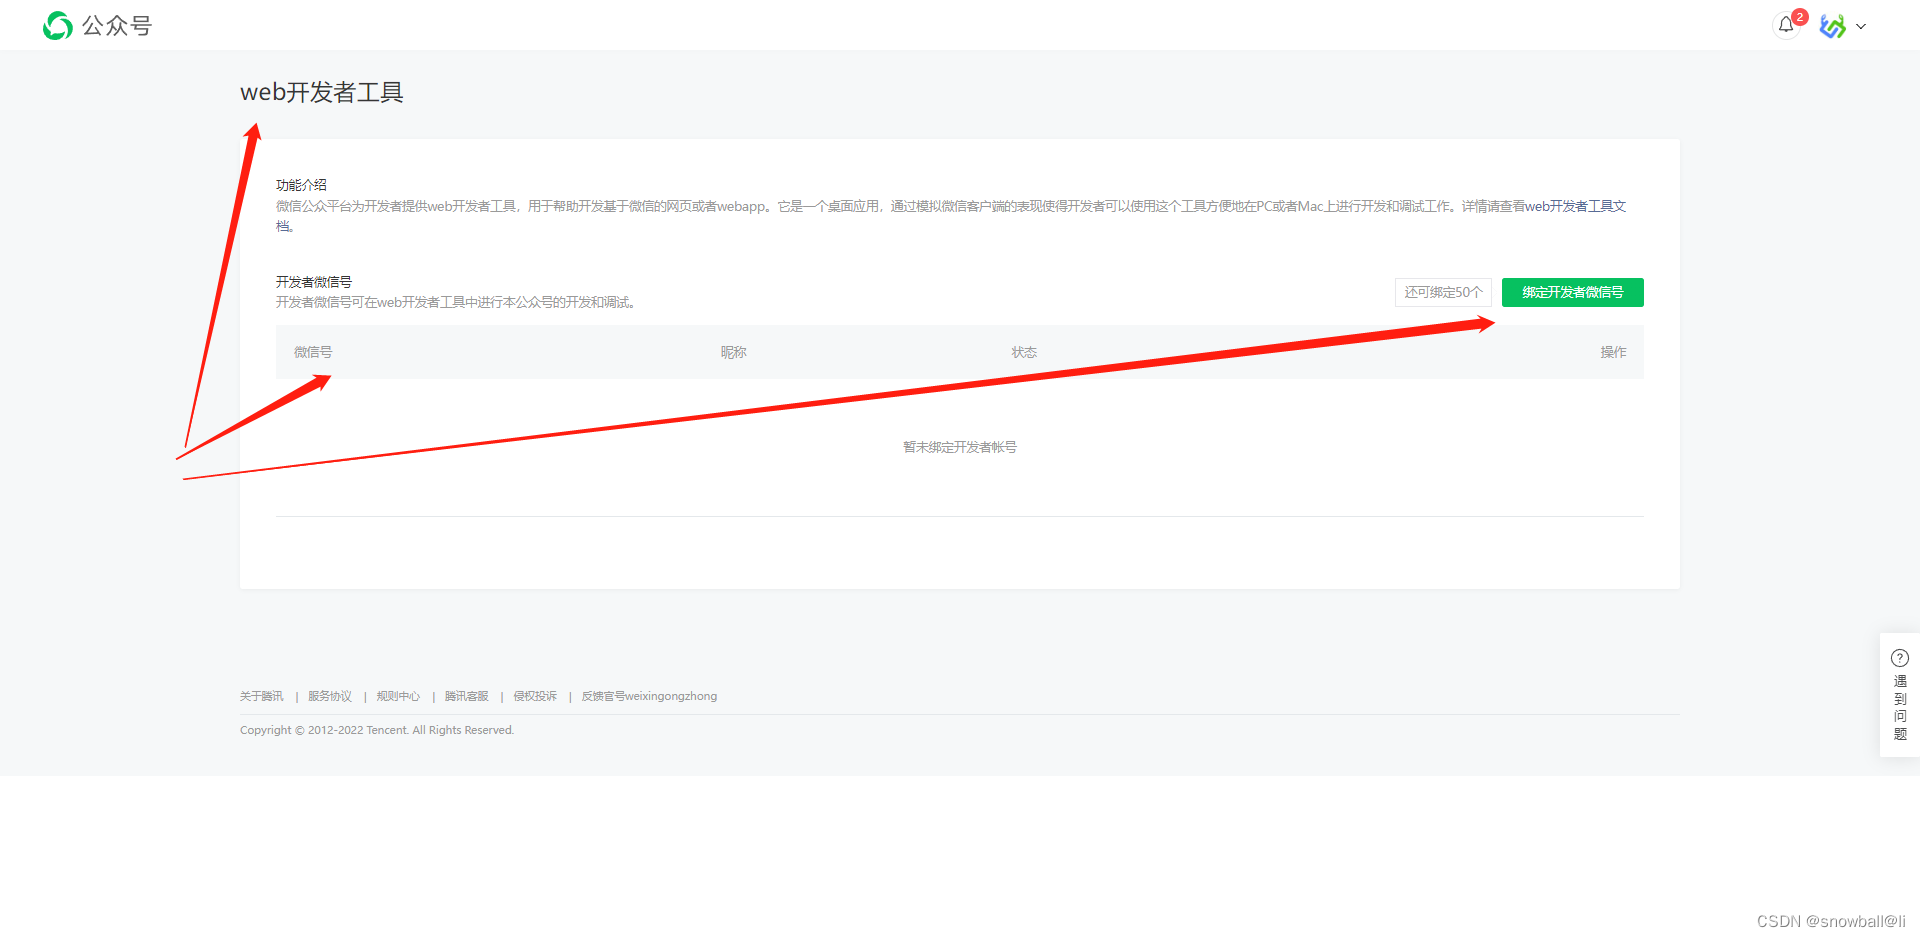 公众号
2
web开发者工具
功能介绍
微信公众平台为开发者提供web开发者工具，用于帮助开发基于微信的网页或者webapp。它是一个桌面应用，通过模拟微信客户端的表现使得开发者可以使用这个工具方便地在PC或者Mac上进行开发和调试工作。详情请查看web开发者工具文
档。
开发者微信号
开发者微信号可在web开发者工具中进行本公众号的开发和调试。
还可绑定50个
绑定开发者微信号
微信号 昵称 状态 操作
暂未绑定开发者帐号
遇
到
问
题
关于腾讯 | 服务协议 | 规则中心 | 腾讯客服 | 侵权投诉 | 反馈官号weixingongzhong
Copyright © 2012-2022 Tencent. All Rights Reserved.
CSDN @snowball@li